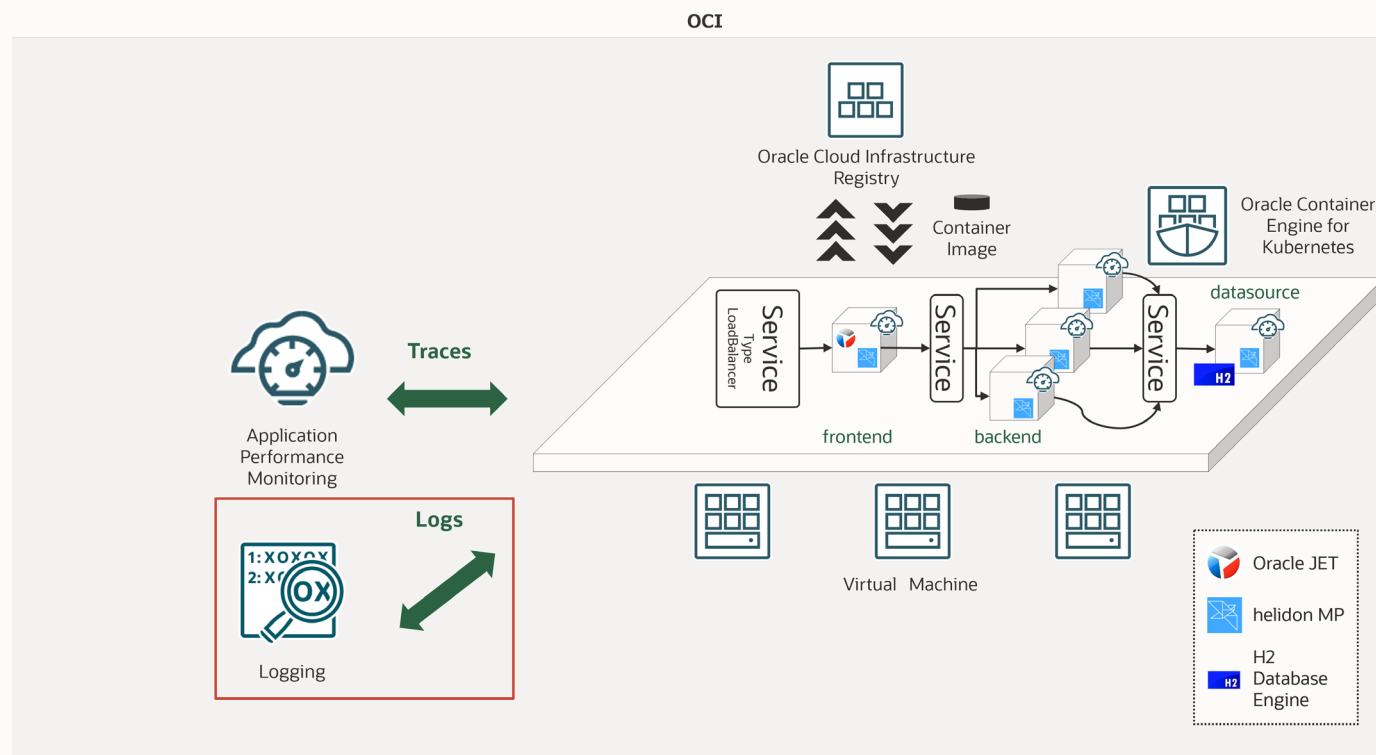 OCI
Oracle Cloud Infrastructure
Registry
Container
Image
Oracle Container
Engine for
Kubernetes
Service
Type
LoadBalancer
Service
Service
datasource
H2
frontend
backend
Traces
Application
Performance
Monitoring
Logs
1:XOXOX
2:XO
OX
Logging
Virtual Machine
Oracle JET
helidon MP
H2
H2
Database
Engine